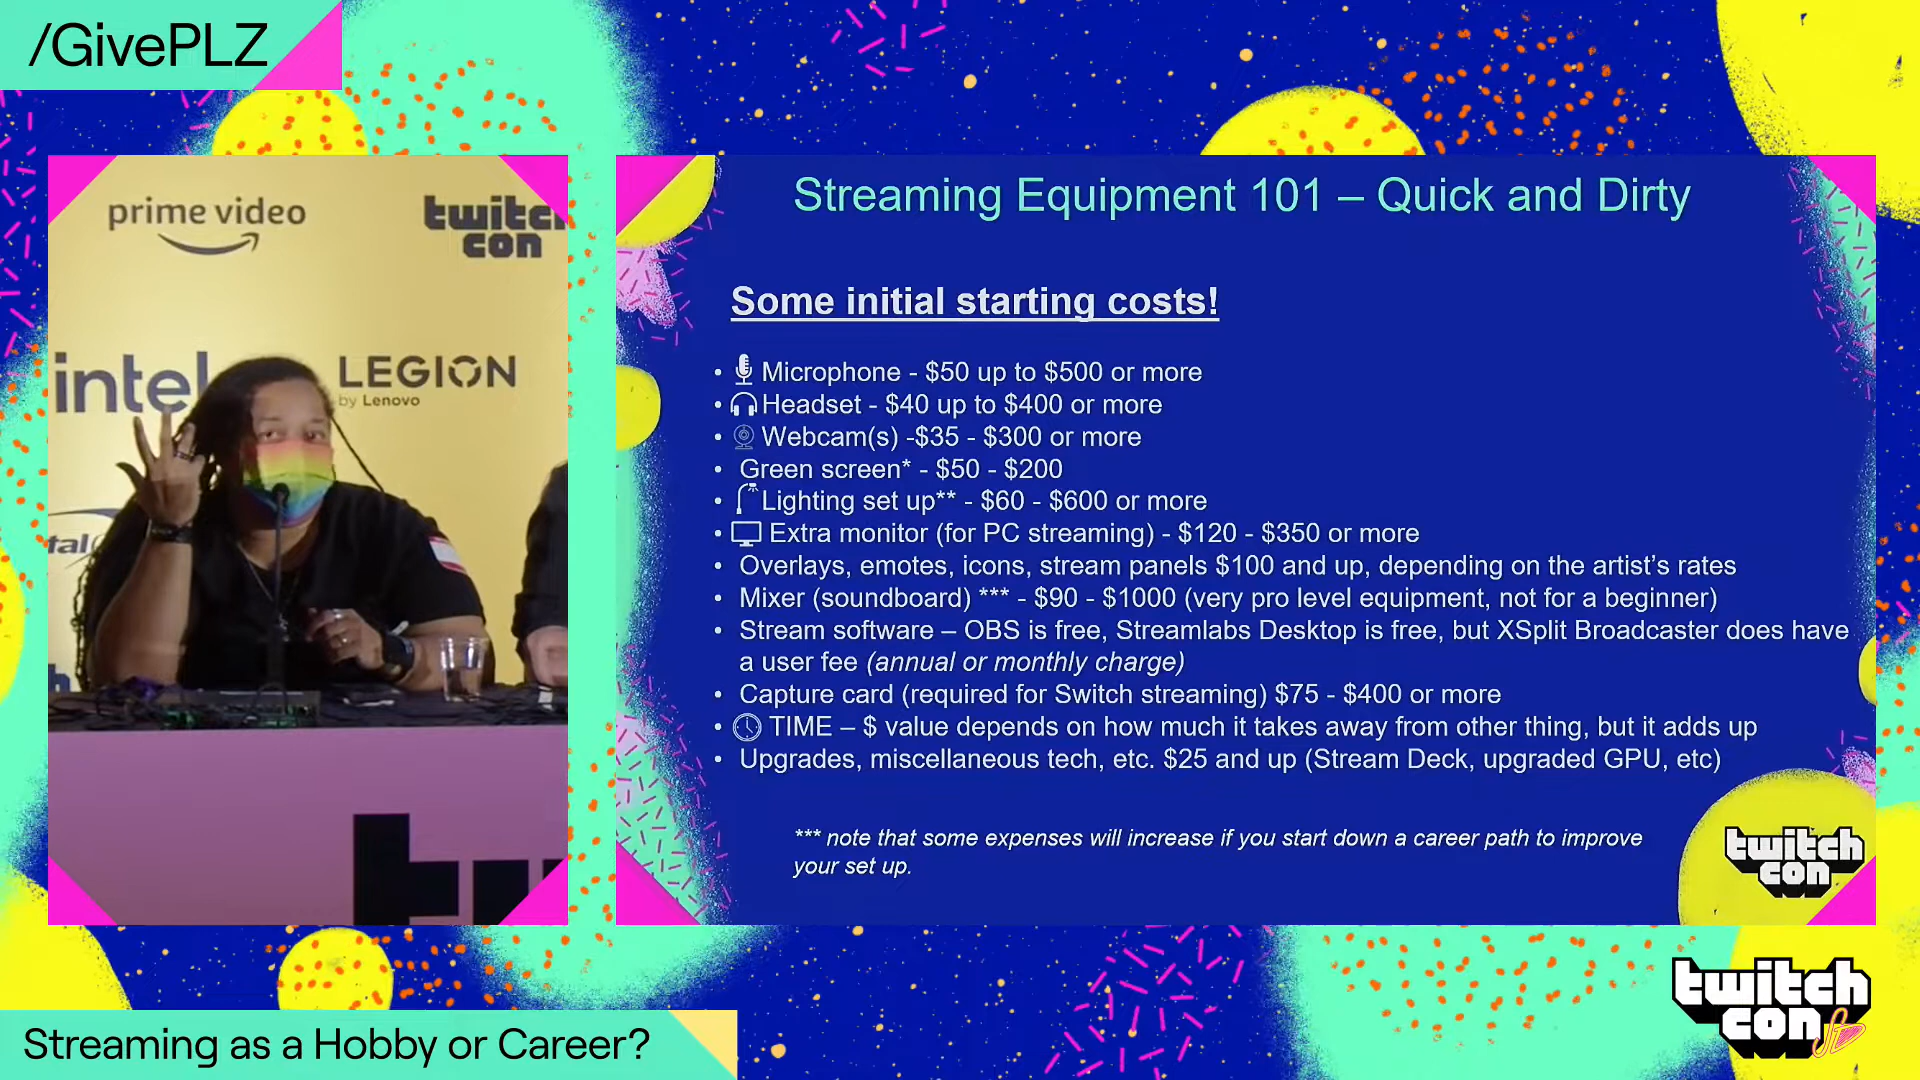 /GivePLZ
prime video
twitch
con
intel
LEGION
by Lenovo
Streaming Equipment 101 – Quick and Dirty
Some initial starting costs!
• Microphone - $50 up to $500 or more
• Headset - $40 up to $400 or more
• Webcam(s) -$35 - $300 or more
• Green screen* - $50 - $200
• Lighting set up** - $60 - $600 or more
• Extra monitor (for PC streaming) - $120 - $350 or more
• Overlays, emotes, icons, stream panels $100 and up, depending on the artist’s rates
• Mixer (soundboard) *** - $90 - $1000 (very pro level equipment, not for a beginner)
• Stream software – OBS is free, Streamlabs Desktop is free, but XSplit Broadcaster does have
a user fee (annual or monthly charge)
• Capture card (required for Switch streaming) $75 - $400 or more
• TIME – $ value depends on how much it takes away from other thing, but it adds up
• Upgrades, miscellaneous tech, etc. $25 and up (Stream Deck, upgraded GPU, etc)
*** note that some expenses will increase if you start down a career path to improve
your set up.
twitch
con
twitch
con
SD
Streaming as a Hobby or Career?